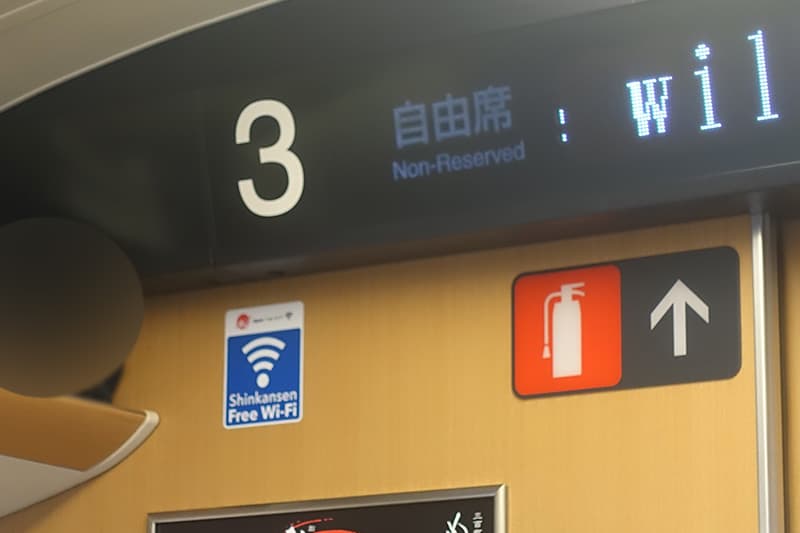 3
自由席
Non-Reserved
: wil
Shinkansen
Free Wi-Fi